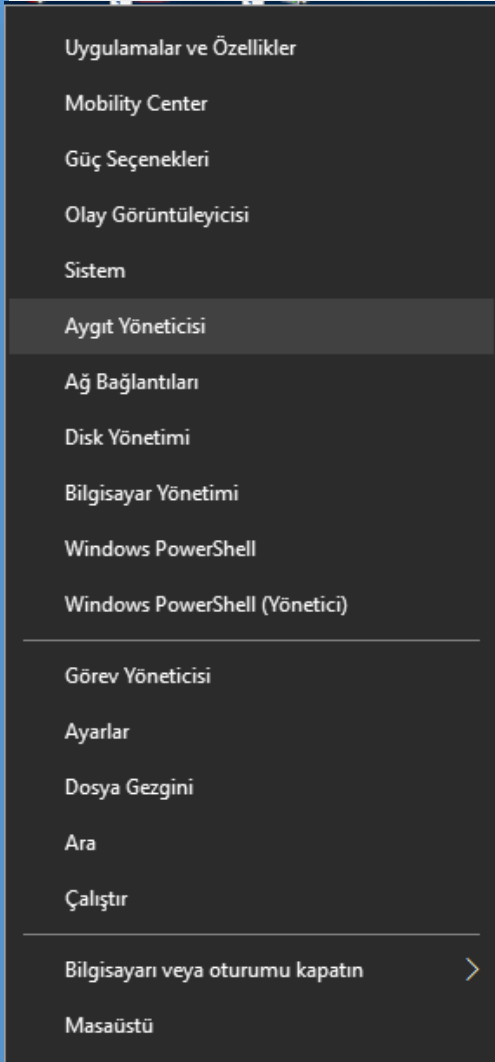 Uygulamalar ve Özellikler
Mobility Center
Güç Seçenekleri
Olay Görüntüleyicisi
Sistem
Aygıt Yöneticisi
Ağ Bağlantıları
Disk Yönetimi
Bilgisayar Yönetimi
Windows PowerShell
Windows PowerShell (Yönetici)
Görev Yöneticisi
Ayarlar
Dosya Gezgini
Ara
Çalıştır
Bilgisayarı veya oturumu kapatın
Masaüstü